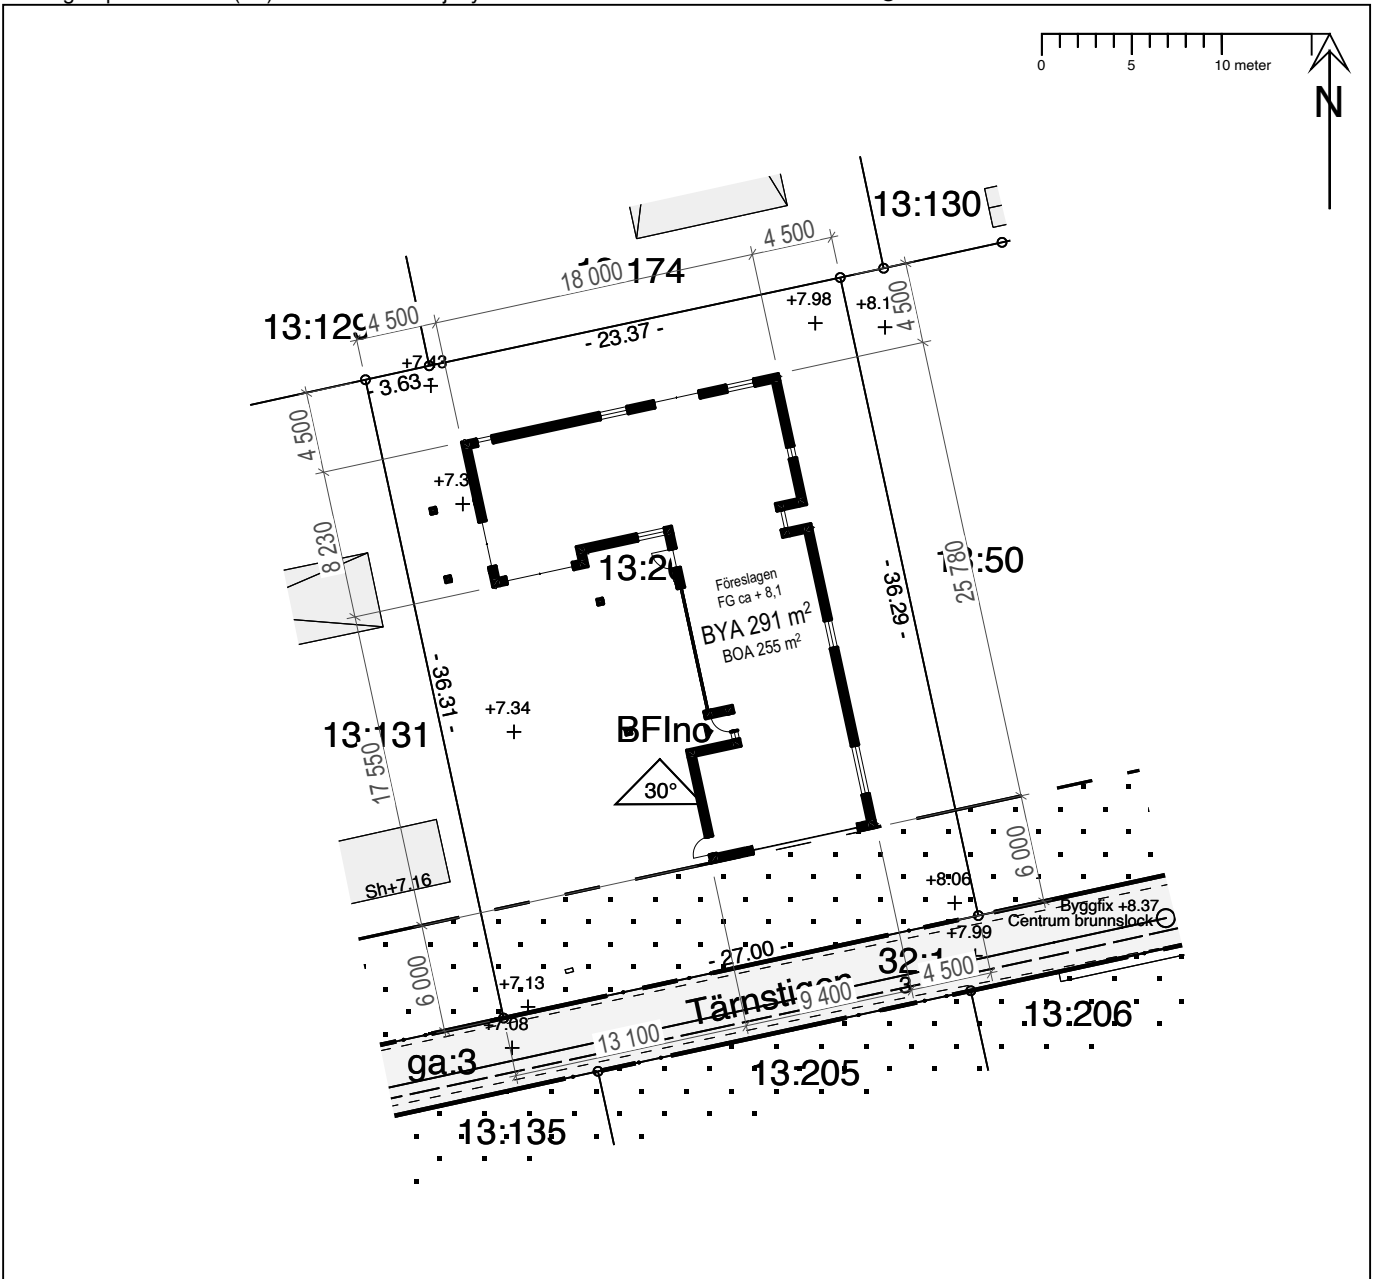 0 5 10 meter
N
13:130
4 500
174
18 000
+7.98
+8.1
4 500
13:129
4 500
+7.43
- 23.37 -
- 3.63 -
4 500
+7.3
8 230
13:2
Föreslagen
FG ca + 8,1
BYA 291 m²
BOA 255 m²
:50
25 780
- 36.29 -
- 36.31 -
+7.34
13:131
BFInd
17 550
30°
6 000
Sh+7.16
+8.06
Byggfix +8.37
Centrum brunnslock
+7.99
- 27.00 -
32:1
3
4 500
6 000
+7.13
Tärnstigen
9 400
+7.08
13 100
13:206
ga:3
13:205
13:135